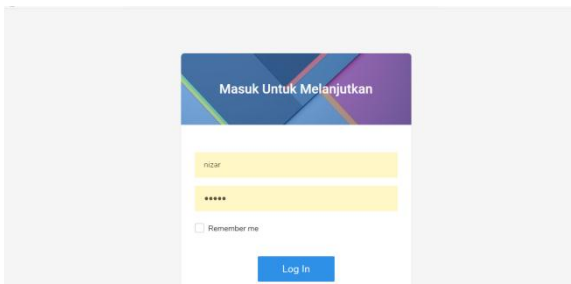 Masuk Untuk Melanjutkan
nizar
•••••
Remember me
Log In